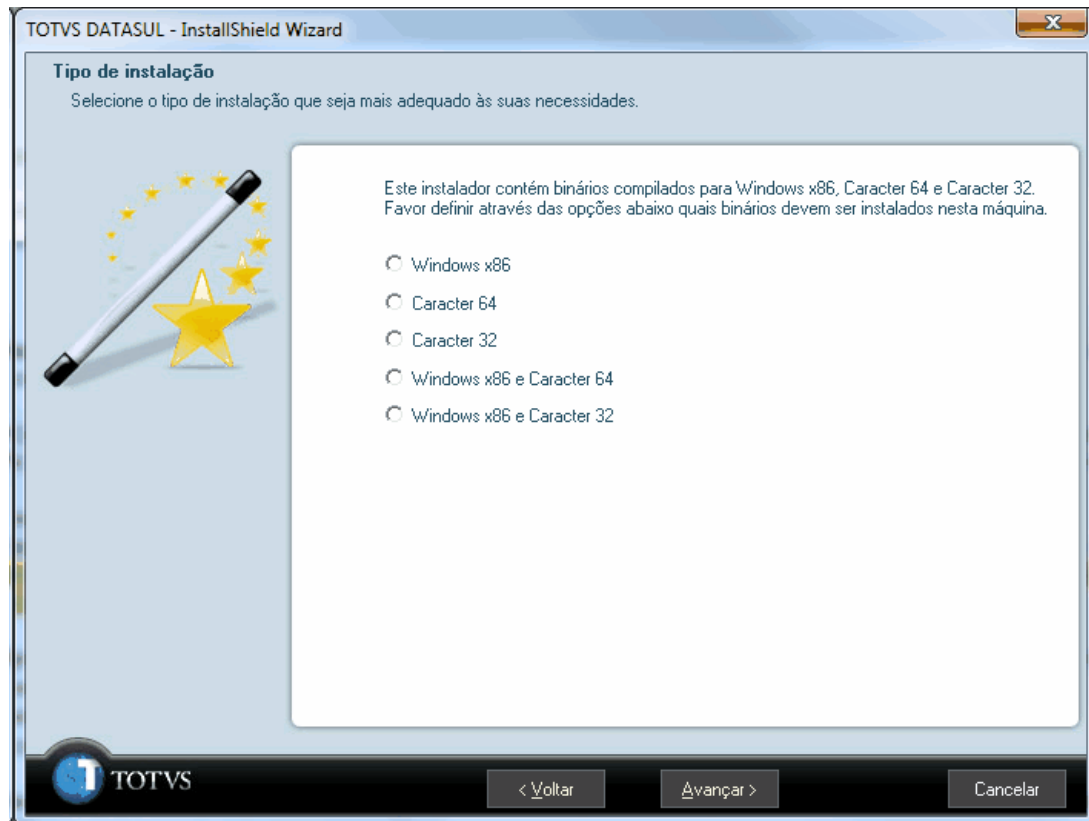 TOTVS DATASUL - InstallShield Wizard
Tipo de instalação
Selecione o tipo de instalação que seja mais adequado às suas necessidades.
Este instalador contém binários compilados para Windows x86, Caracter 64 e Caracter 32.
Favor definir através das opções abaixo quais binários devem ser instalados nesta máquina.
Windows x86
Caracter 64
Caracter 32
Windows x86 e Caracter 64
Windows x86 e Caracter 32
TOTVS
< Voltar
Avançar >
Cancelar